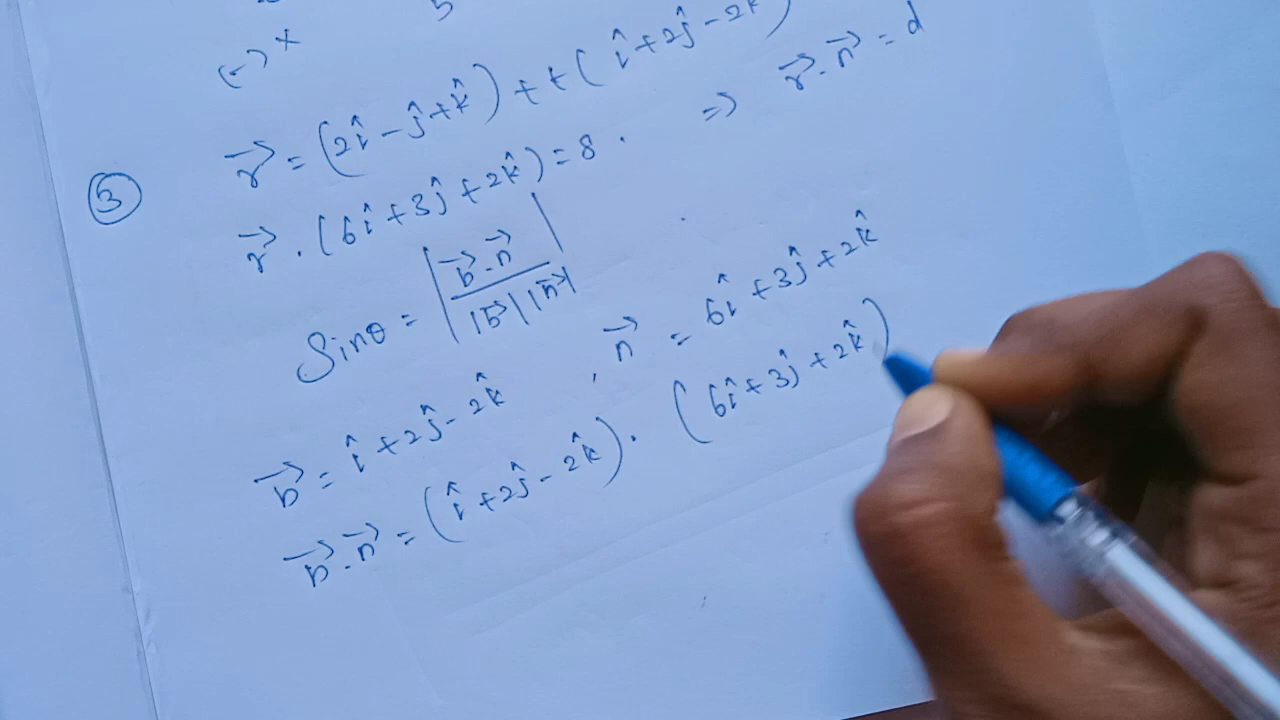 (-) x
③ r⃗ = (2î - ĵ + k̂) + t (î + 2ĵ - 2k̂)
r⃗ . (6î + 3ĵ + 2k̂) = 8 . ⇒ r⃗ . n⃗ = d
Sinθ = | b⃗ . n⃗ / |b⃗| |n⃗| |
b⃗ = î + 2ĵ - 2k̂ , n⃗ = 6î + 3ĵ + 2k̂
b⃗ . n⃗ = (î + 2ĵ - 2k̂) . (6î + 3ĵ + 2k̂)